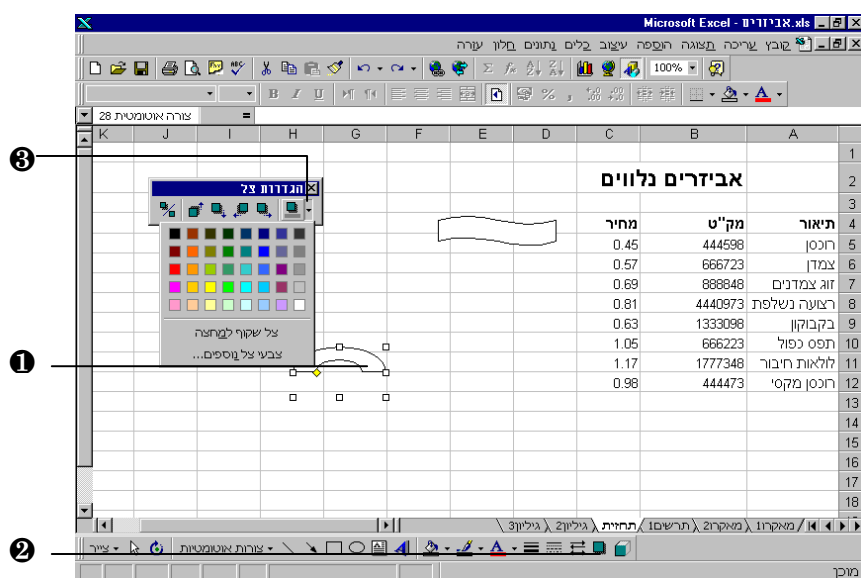 Microsoft Excel - אביזרים.xls
קובץ עריכה תצוגה הוספה עיצוב כלים נתונים חלון עזרה
100%
B I U
% ,
צורה אוטומטית 28
=
A B C D E F G H I J K
1
2 אביזרים נלווים
3
4 תיאור מק"ט מחיר
5 רוכסן 444598 0.45
6 צמדן 666723 0.57
7 זוג צמדנים 888848 0.69
8 רצועה נשלפת 4440973 0.81
9 בקבוקון 1333098 0.63
10 תפס כפול 666223 1.05
11 לולאות חיבור 1777348 1.17
12 רוכסן מקסי 444473 0.98
13
14
15
16
17
18
❸
הגדרות צל
צל שקוף למחצה
צבעי צל נוספים...
❶
מאקרו1 מאקרו2 תרשים1 תחזית גיליון2 גיליון3
❷
צייר צורות אוטומטיות
מוכן